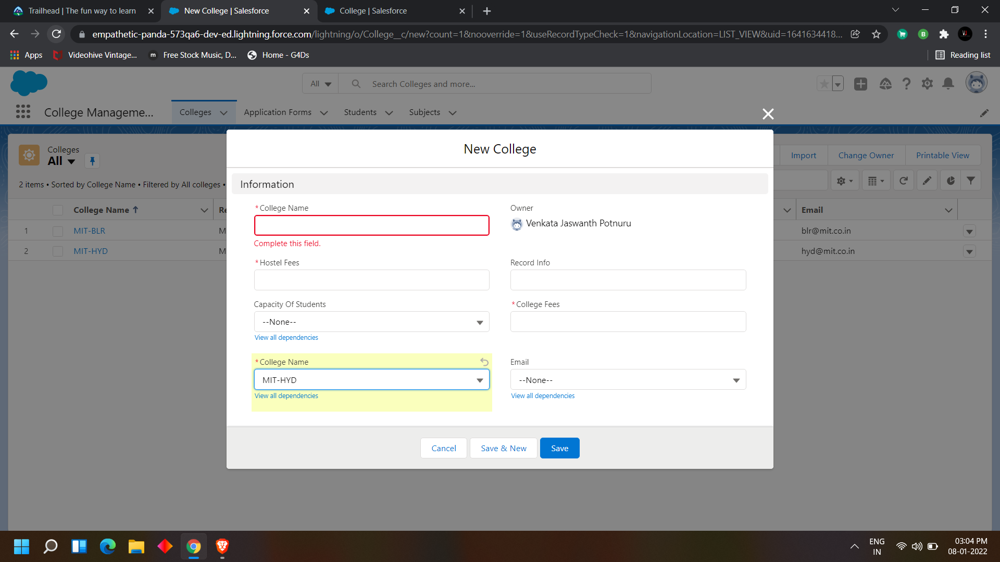 Trailhead | The fun way to learn
New College | Salesforce
College | Salesforce
empathetic-panda-573qa6-dev-ed.lightning.force.com/lightning/o/College__c/new?count=1&nooverride=1&useRecordTypeCheck=1&navigationLocation=LIST_VIEW&uid=1641634418...
Apps
Videohive Vintage...
m
Free Stock Music, D...
Home - G4Ds
Reading list
All
Search Colleges and more...
College Manageme...
Colleges
Application Forms
Students
Subjects
Colleges
All
Import
Change Owner
Printable View
2 items • Sorted by College Name • Filtered by All colleges •
College Name
Re
Email
1
MIT-BLR
M
blr@mit.co.in
2
MIT-HYD
M
hyd@mit.co.in
New College
Information
*College Name
Complete this field.
Owner
Venkata Jaswanth Potnuru
*Hostel Fees
Record Info
Capacity Of Students
--None--
View all dependencies
*College Fees
*College Name
MIT-HYD
View all dependencies
Email
--None--
View all dependencies
Cancel
Save & New
Save
ENG
IN
03:04 PM
08-01-2022